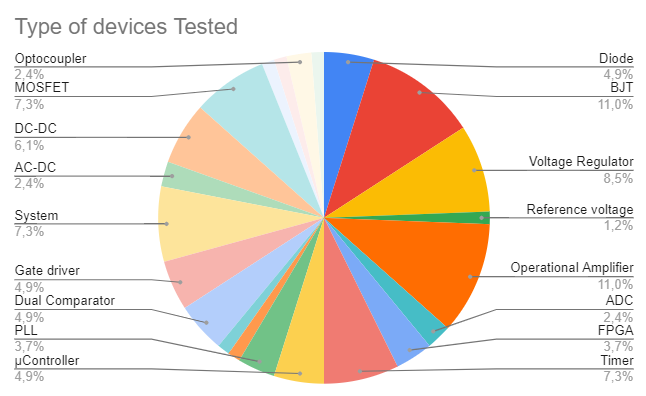 Type of devices Tested
Optocoupler
2,4%
MOSFET
7,3%
DC-DC
6,1%
AC-DC
2,4%
System
7,3%
Gate driver
4,9%
Dual Comparator
4,9%
PLL
3,7%
µController
4,9%
Diode
4,9%
BJT
11,0%
Voltage Regulator
8,5%
Reference voltage
1,2%
Operational Amplifier
11,0%
ADC
2,4%
FPGA
3,7%
Timer
7,3%